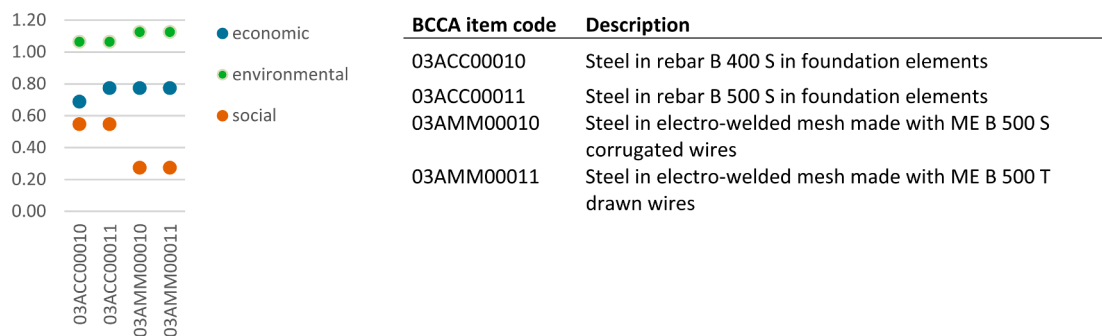 1.20
1.00
0.80
0.60
0.40
0.20
0.00
03ACC00010
03ACC00011
03AMM00010
03AMM00011
economic
environmental
social
BCCA item code Description
03ACC00010 Steel in rebar B 400 S in foundation elements
03ACC00011 Steel in rebar B 500 S in foundation elements
03AMM00010 Steel in electro-welded mesh made with ME B 500 S
corrugated wires
03AMM00011 Steel in electro-welded mesh made with ME B 500 T
drawn wires